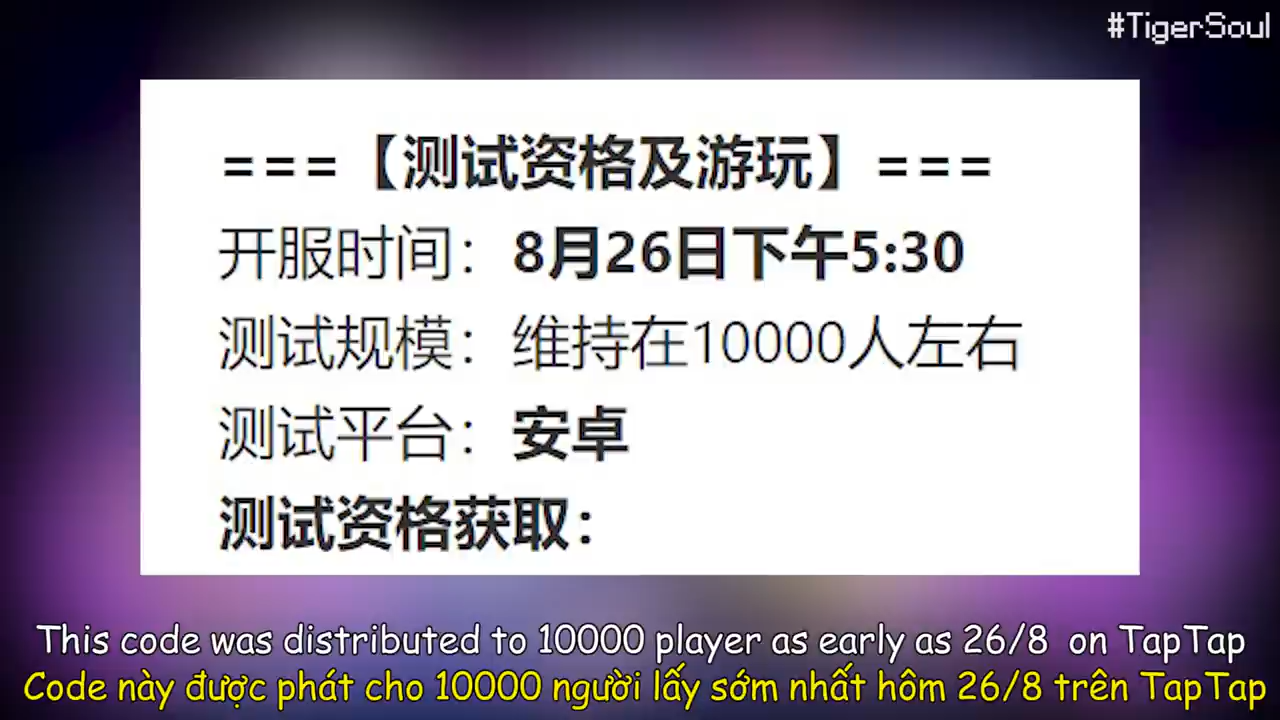 #TigerSoul
===【测试资格及游玩】===
开服时间：8月26日下午5:30
测试规模：维持在10000人左右
测试平台：安卓
测试资格获取：
This code was distributed to 10000 player as early as 26/8 on TapTap
Code này được phát cho 10000 người lấy sớm nhất hôm 26/8 trên TapTap